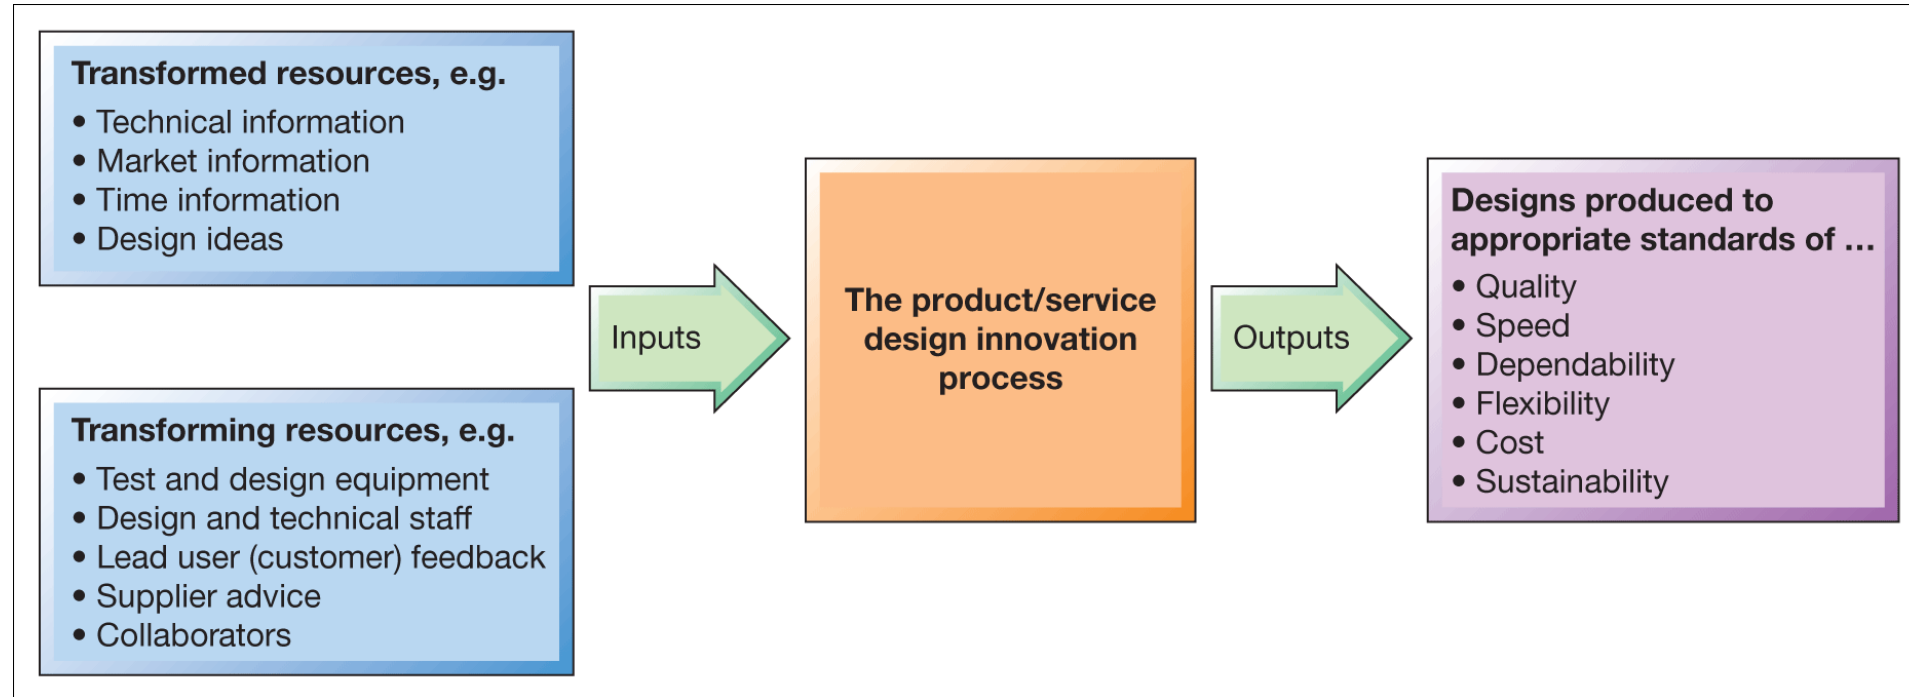 Transformed resources, e.g.
• Technical information
• Market information
• Time information
• Design ideas
Transforming resources, e.g.
• Test and design equipment
• Design and technical staff
• Lead user (customer) feedback
• Supplier advice
• Collaborators
Inputs
The product/service
design innovation
process
Outputs
Designs produced to
appropriate standards of ...
• Quality
• Speed
• Dependability
• Flexibility
• Cost
• Sustainability